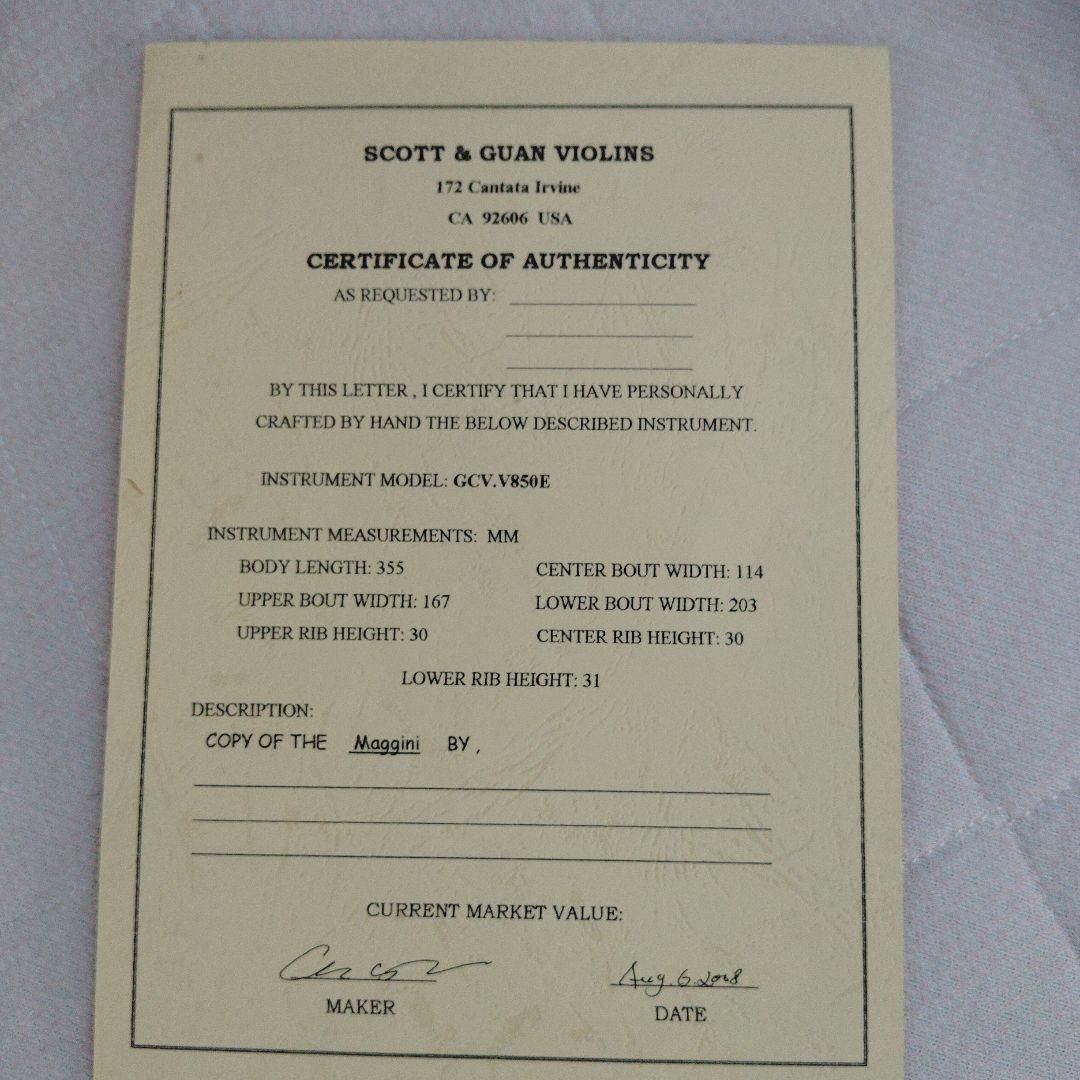 SCOTT & GUAN VIOLINS
172 Cantata Irvine
CA 92606 USA
CERTIFICATE OF AUTHENTICITY
AS REQUESTED BY:
BY THIS LETTER , I CERTIFY THAT I HAVE PERSONALLY
CRAFTED BY HAND THE BELOW DESCRIBED INSTRUMENT.
INSTRUMENT MODEL: GCV.V850E
INSTRUMENT MEASUREMENTS: MM
BODY LENGTH: 355 CENTER BOUT WIDTH: 114
UPPER BOUT WIDTH: 167 LOWER BOUT WIDTH: 203
UPPER RIB HEIGHT: 30 CENTER RIB HEIGHT: 30
LOWER RIB HEIGHT: 31
DESCRIPTION:
COPY OF THE Maggini BY ,
CURRENT MARKET VALUE:
Aug. 6. 2008
MAKER DATE